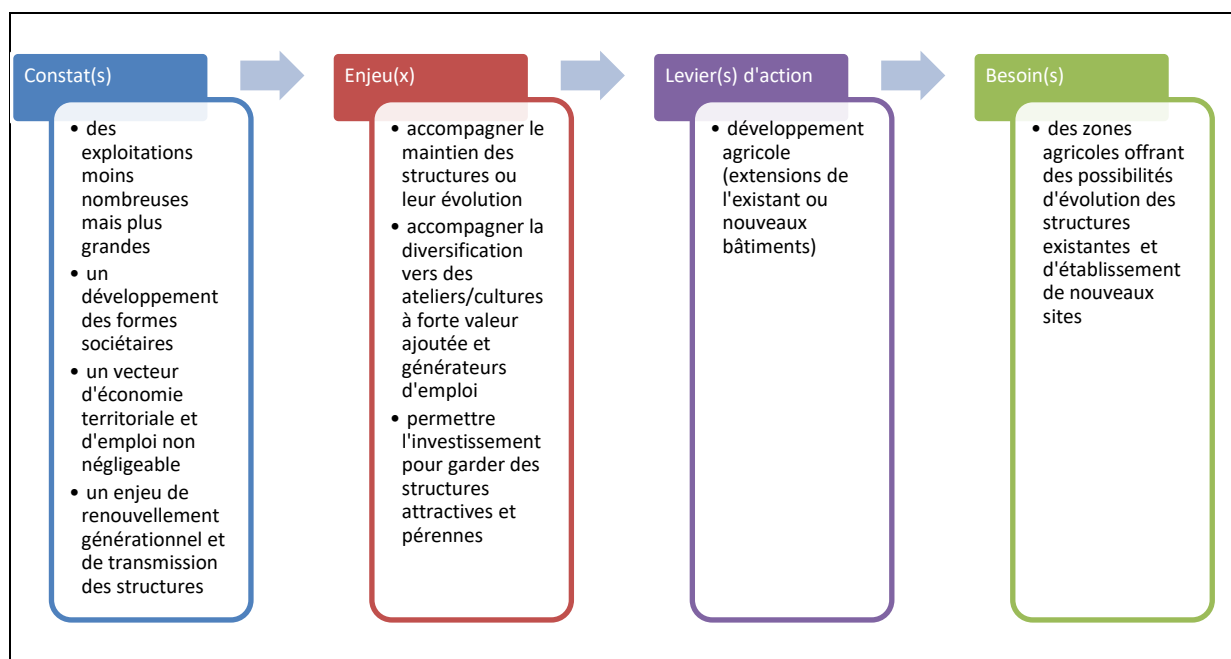 Constat(s)
• des
exploitations
moins
nombreuses
mais plus
grandes
• un
développement
des formes
sociétaires
• un vecteur
d'économie
territoriale et
d'emploi non
négligeable
• un enjeu de
renouvellement
générationnel et
de transmission
des structures
Enjeu(x)
• accompagner le
maintien des
structures ou
leur évolution
• accompagner la
diversification
vers des
ateliers/cultures
à forte valeur
ajoutée et
générateurs
d'emploi
• permettre
l'investissement
pour garder des
structures
attractives et
pérennes
Levier(s) d'action
• développement
agricole
(extensions de
l'existant ou
nouveaux
bâtiments)
Besoin(s)
• des zones
agricoles offrant
des possibilités
d'évolution des
structures
existantes et
d'établissement
de nouveaux
sites